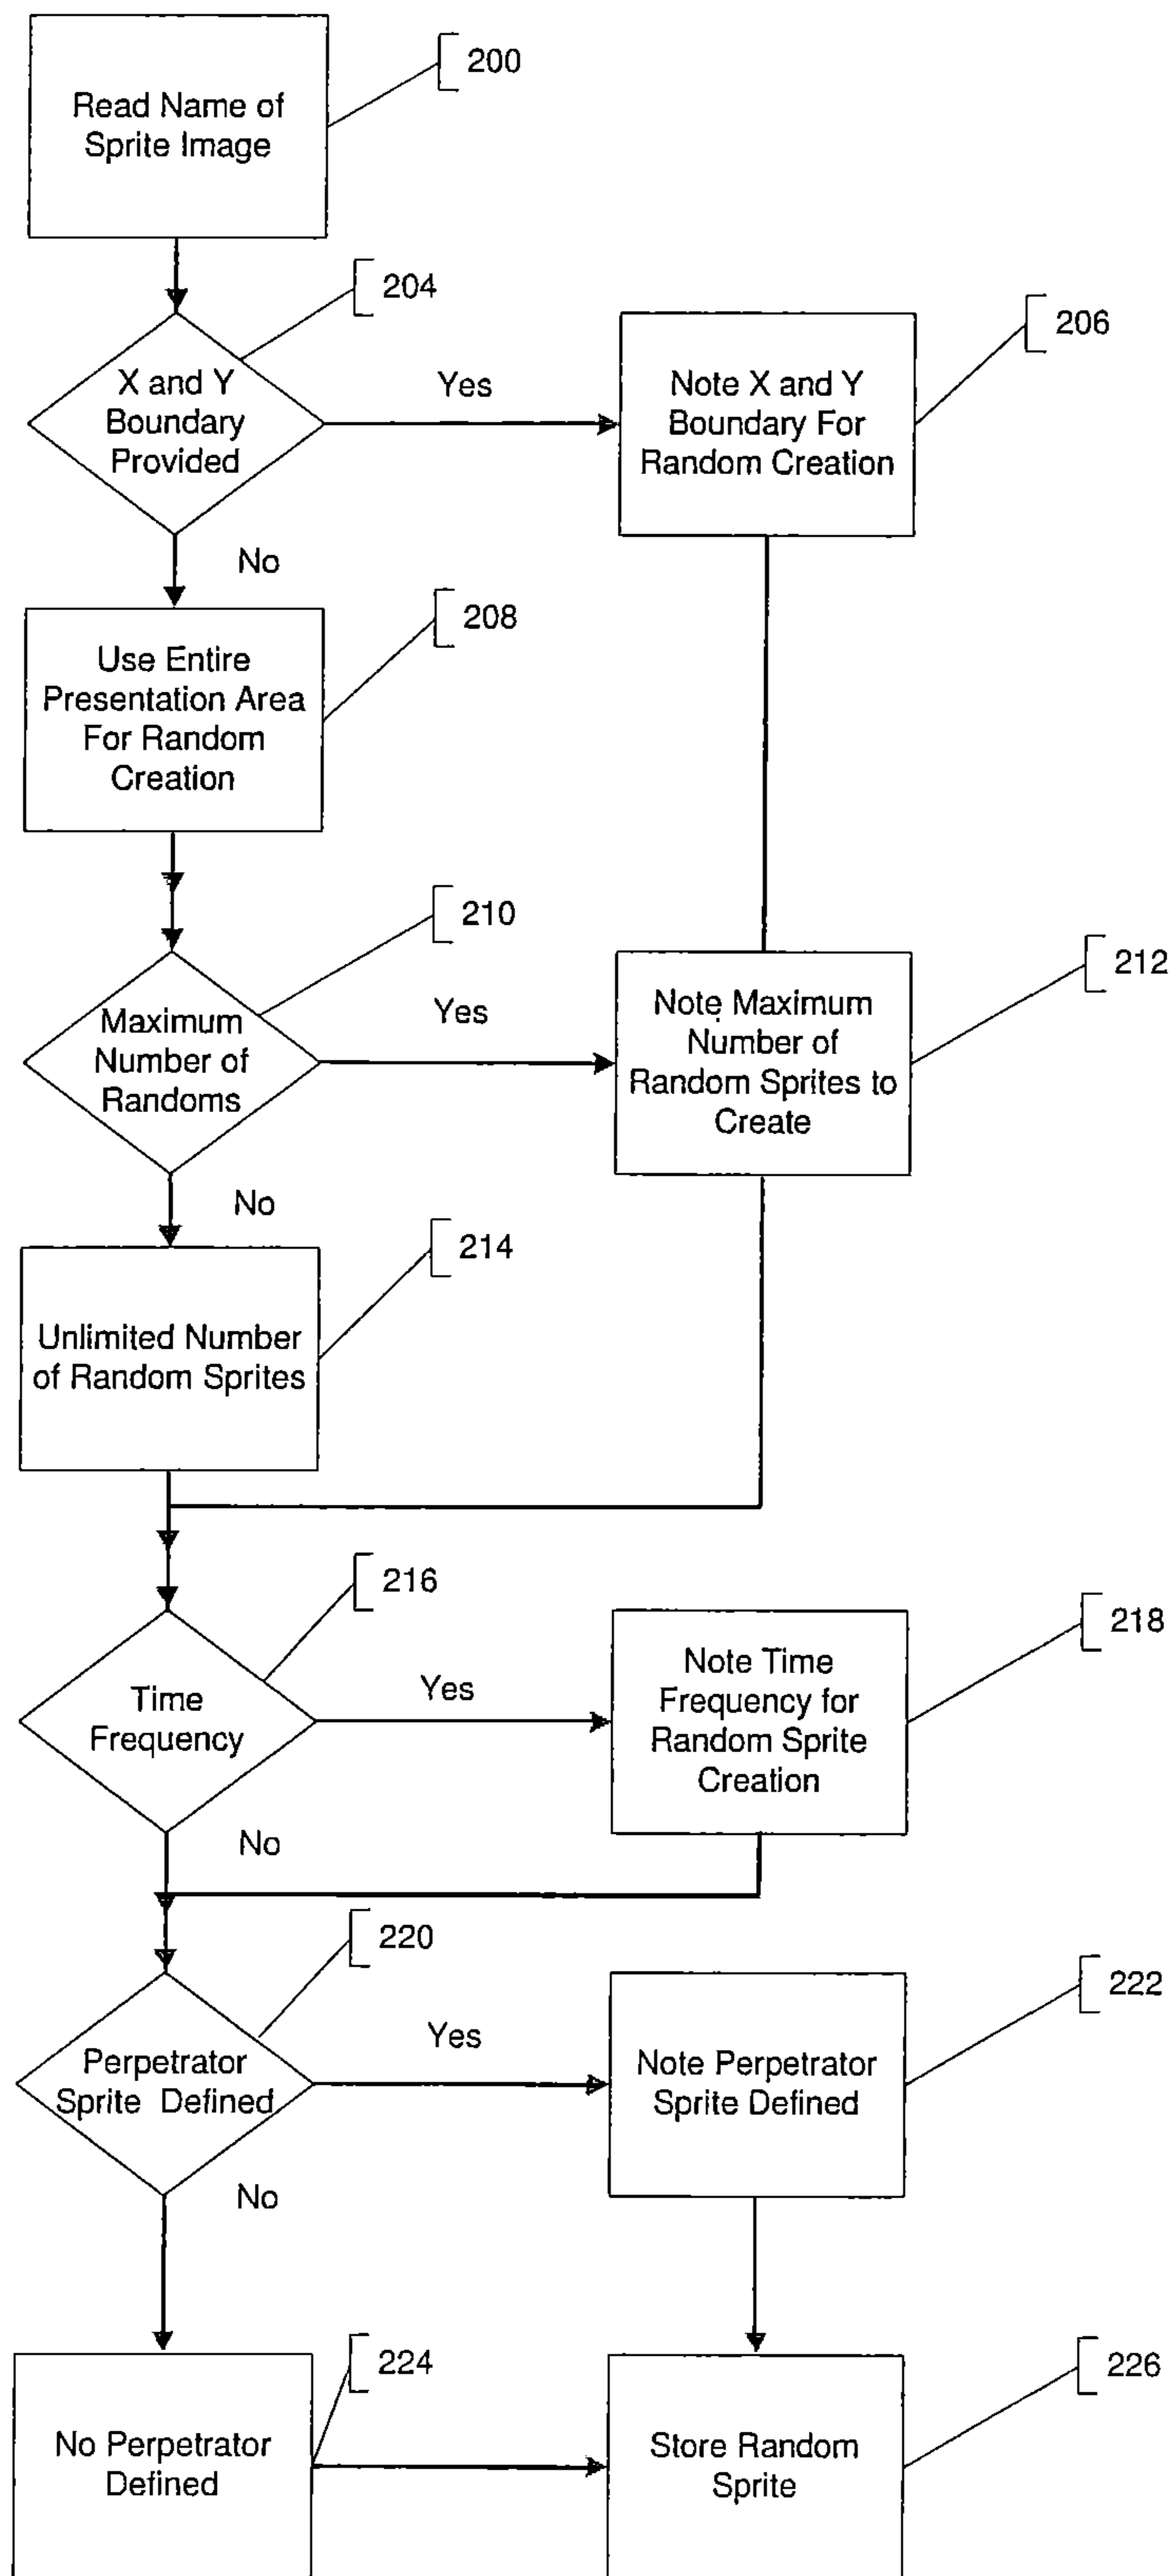 Read Name of
Sprite Image
200
204
X and Y
Boundary
Provided
Yes
Note X and Y
Boundary For
Random Creation
206
No
Use Entire
Presentation Area
For Random
Creation
208
210
Maximum
Number of
Randoms
Yes
Note Maximum
Number of
Random Sprites to
Create
212
No
Unlimited Number
of Random Sprites
214
216
Time
Frequency
Yes
Note Time
Frequency for
Random Sprite
Creation
218
No
220
Perpetrator
Sprite Defined
Yes
Note Perpetrator
Sprite Defined
222
No
No Perpetrator
Defined
224
Store Random
Sprite
226